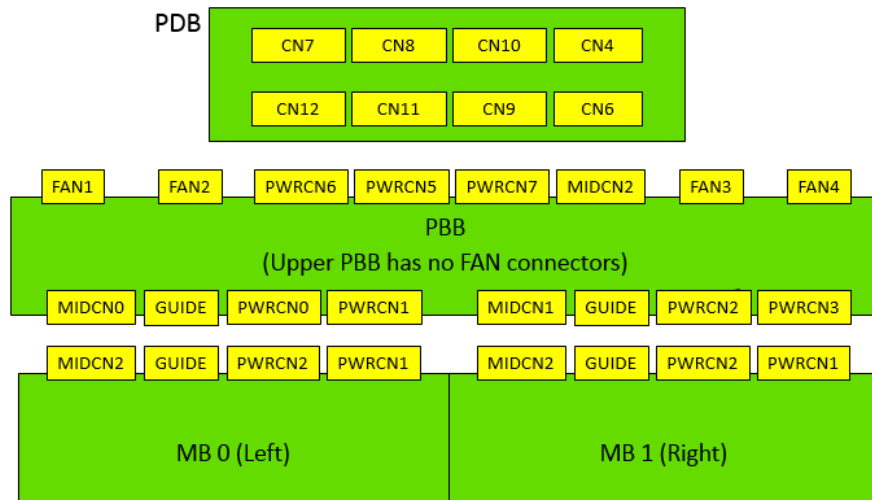 PDB
CN7 CN8 CN10 CN4
CN12 CN11 CN9 CN6
FAN1 FAN2 PWRCN6 PWRCN5 PWRCN7 MIDCN2 FAN3 FAN4
PBB
(Upper PBB has no FAN connectors)
MIDCN0 GUIDE PWRCN0 PWRCN1 MIDCN1 GUIDE PWRCN2 PWRCN3
MIDCN2 GUIDE PWRCN2 PWRCN1 MIDCN2 GUIDE PWRCN2 PWRCN1
MB 0 (Left) MB 1 (Right)